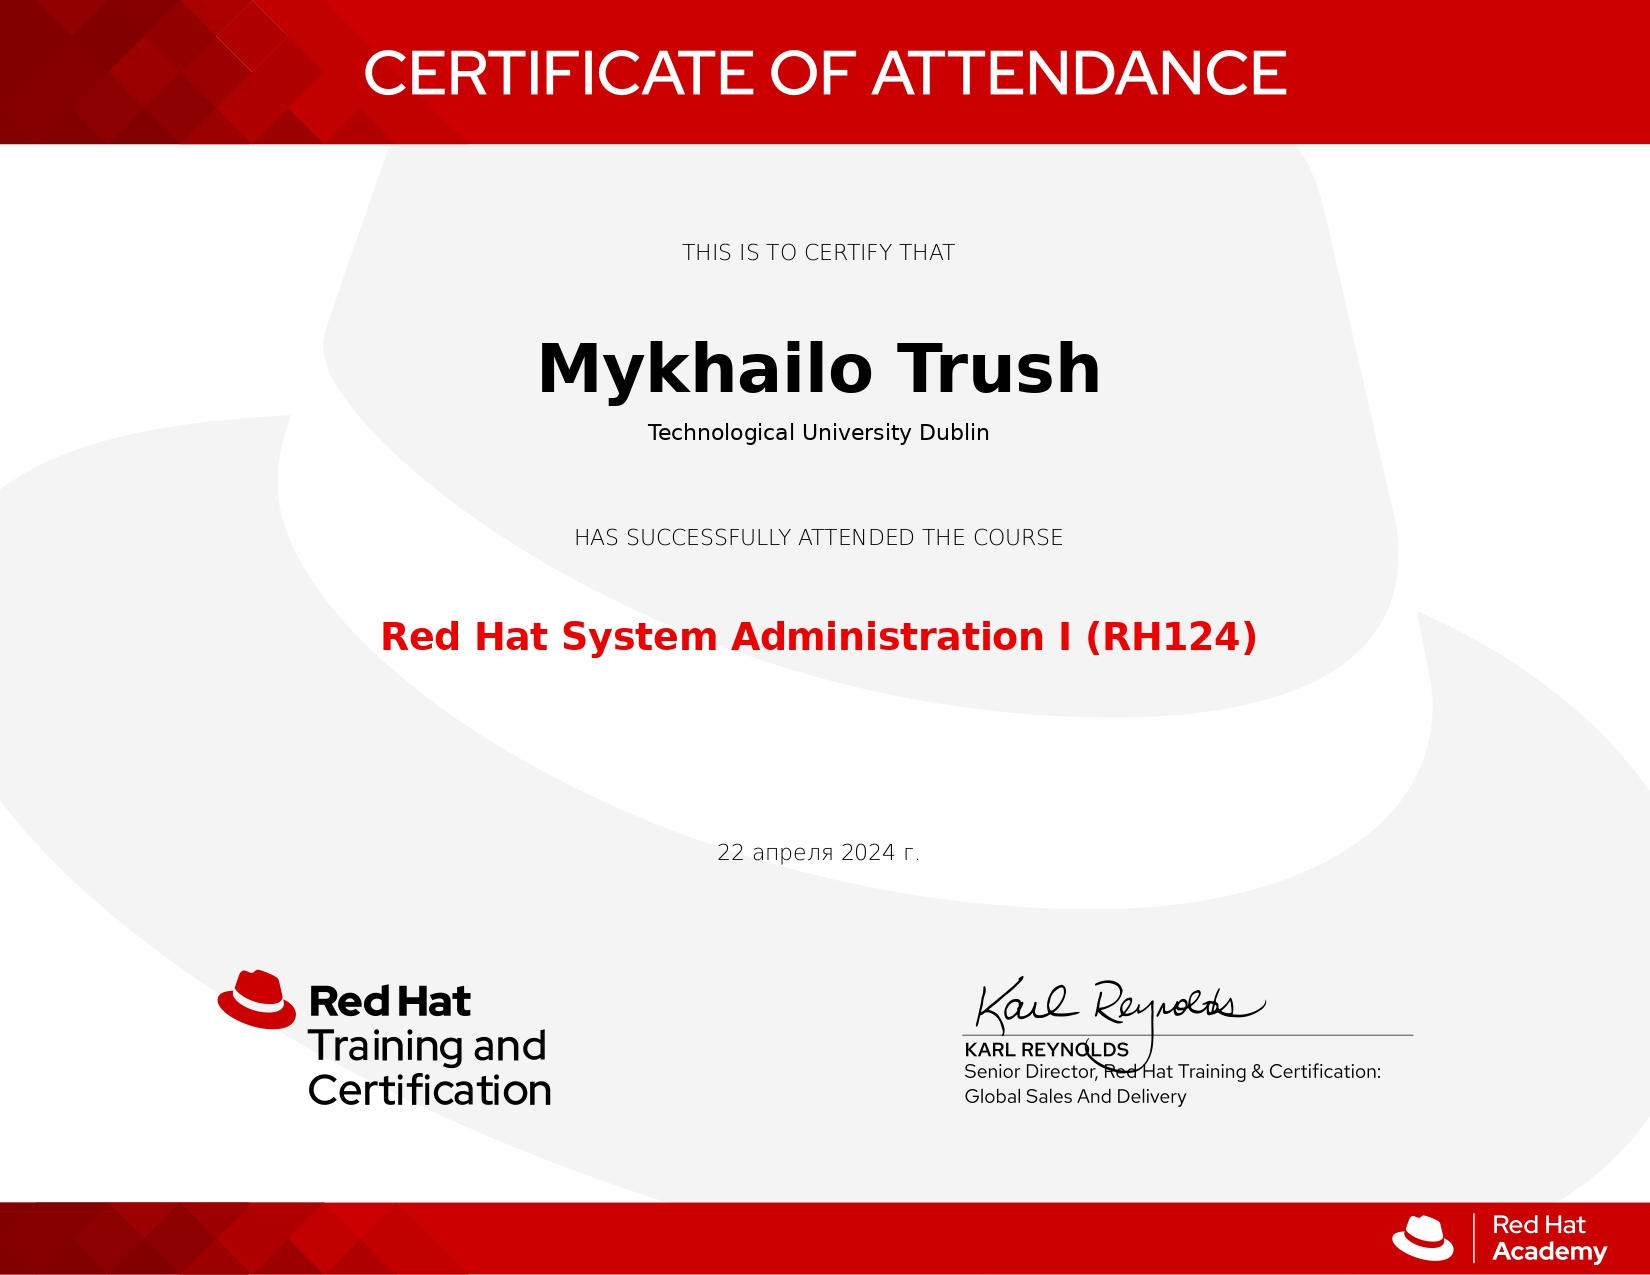 CERTIFICATE OF ATTENDANCE
THIS IS TO CERTIFY THAT
Mykhailo Trush
Technological University Dublin
HAS SUCCESSFULLY ATTENDED THE COURSE
Red Hat System Administration I (RH124)
22 апреля 2024 г.
Red Hat
Training and
Certification
Karl Reynolds
KARL REYNOLDS
Senior Director, Red Hat Training & Certification:
Global Sales And Delivery
Red Hat
Academy